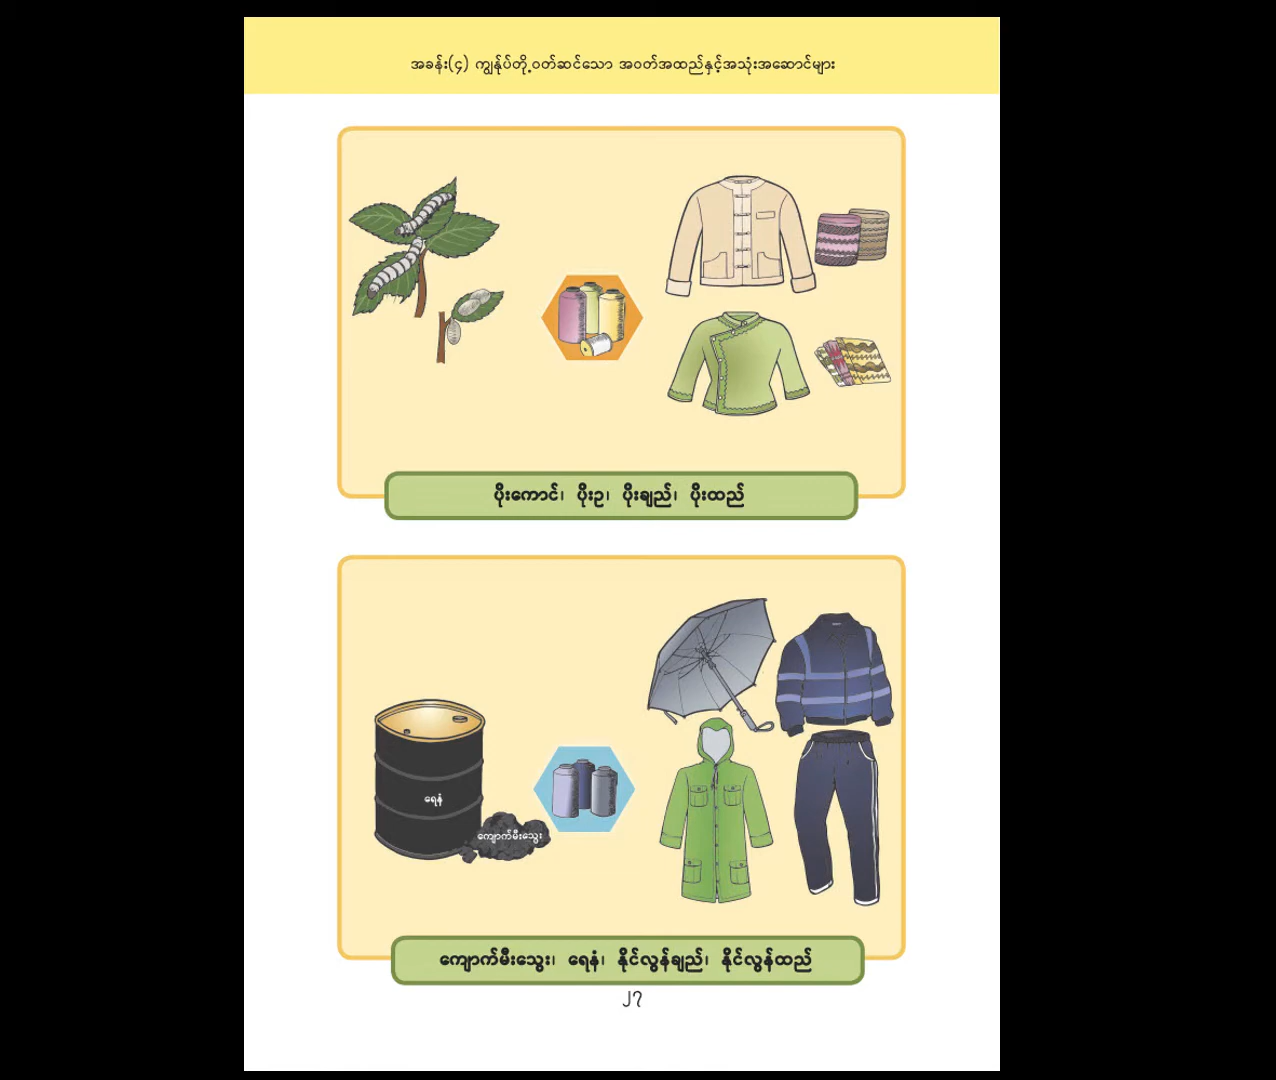 အခန်း(၄) ကျွန်ုပ်တို့ဝတ်ဆင်သော အဝတ်အထည်နှင့်အသုံးအဆောင်များ
ပိုးကောင်၊ ပိုးဥ၊ ပိုးချည်၊ ပိုးထည်
ရေနံ
ကျောက်မီးသွေး
ကျောက်မီးသွေး၊ ရေနံ၊ နိုင်လွန်ချည်၊ နိုင်လွန်ထည်
၂၇